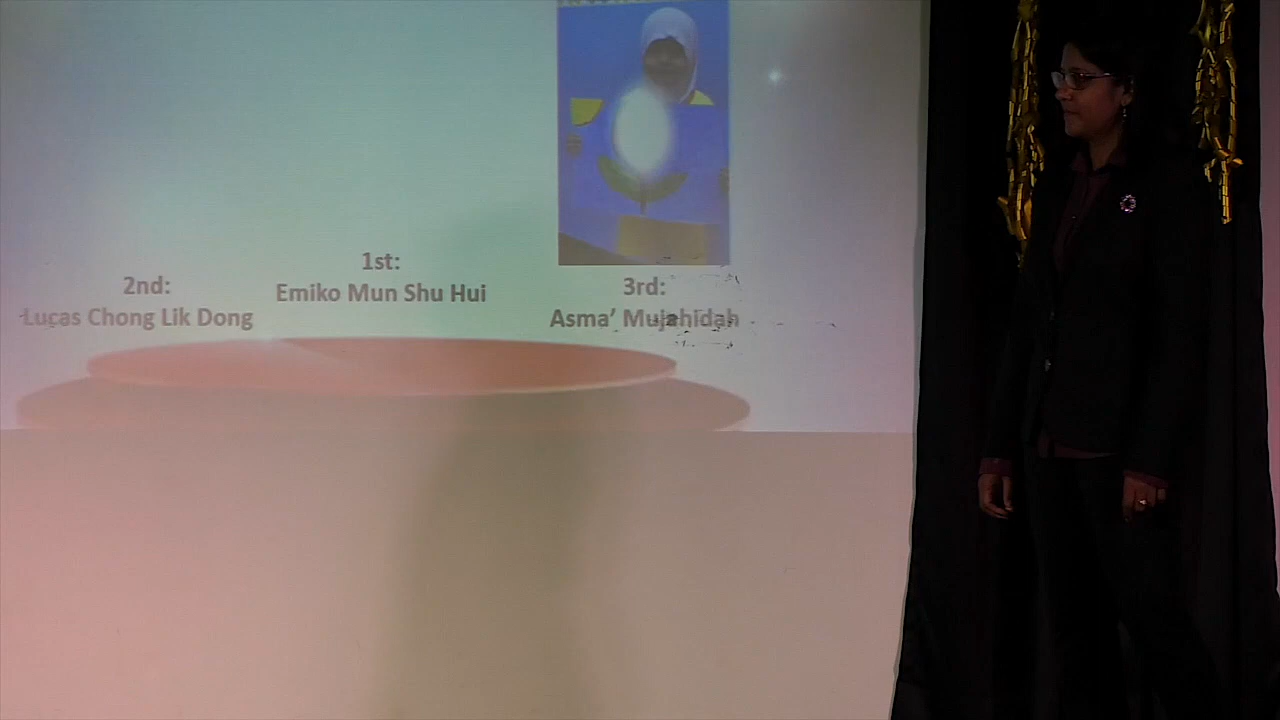 1st:
Emiko Mun Shu Hui
2nd:
Lucas Chong Lik Dong
3rd:
Asma’ Mujahidah